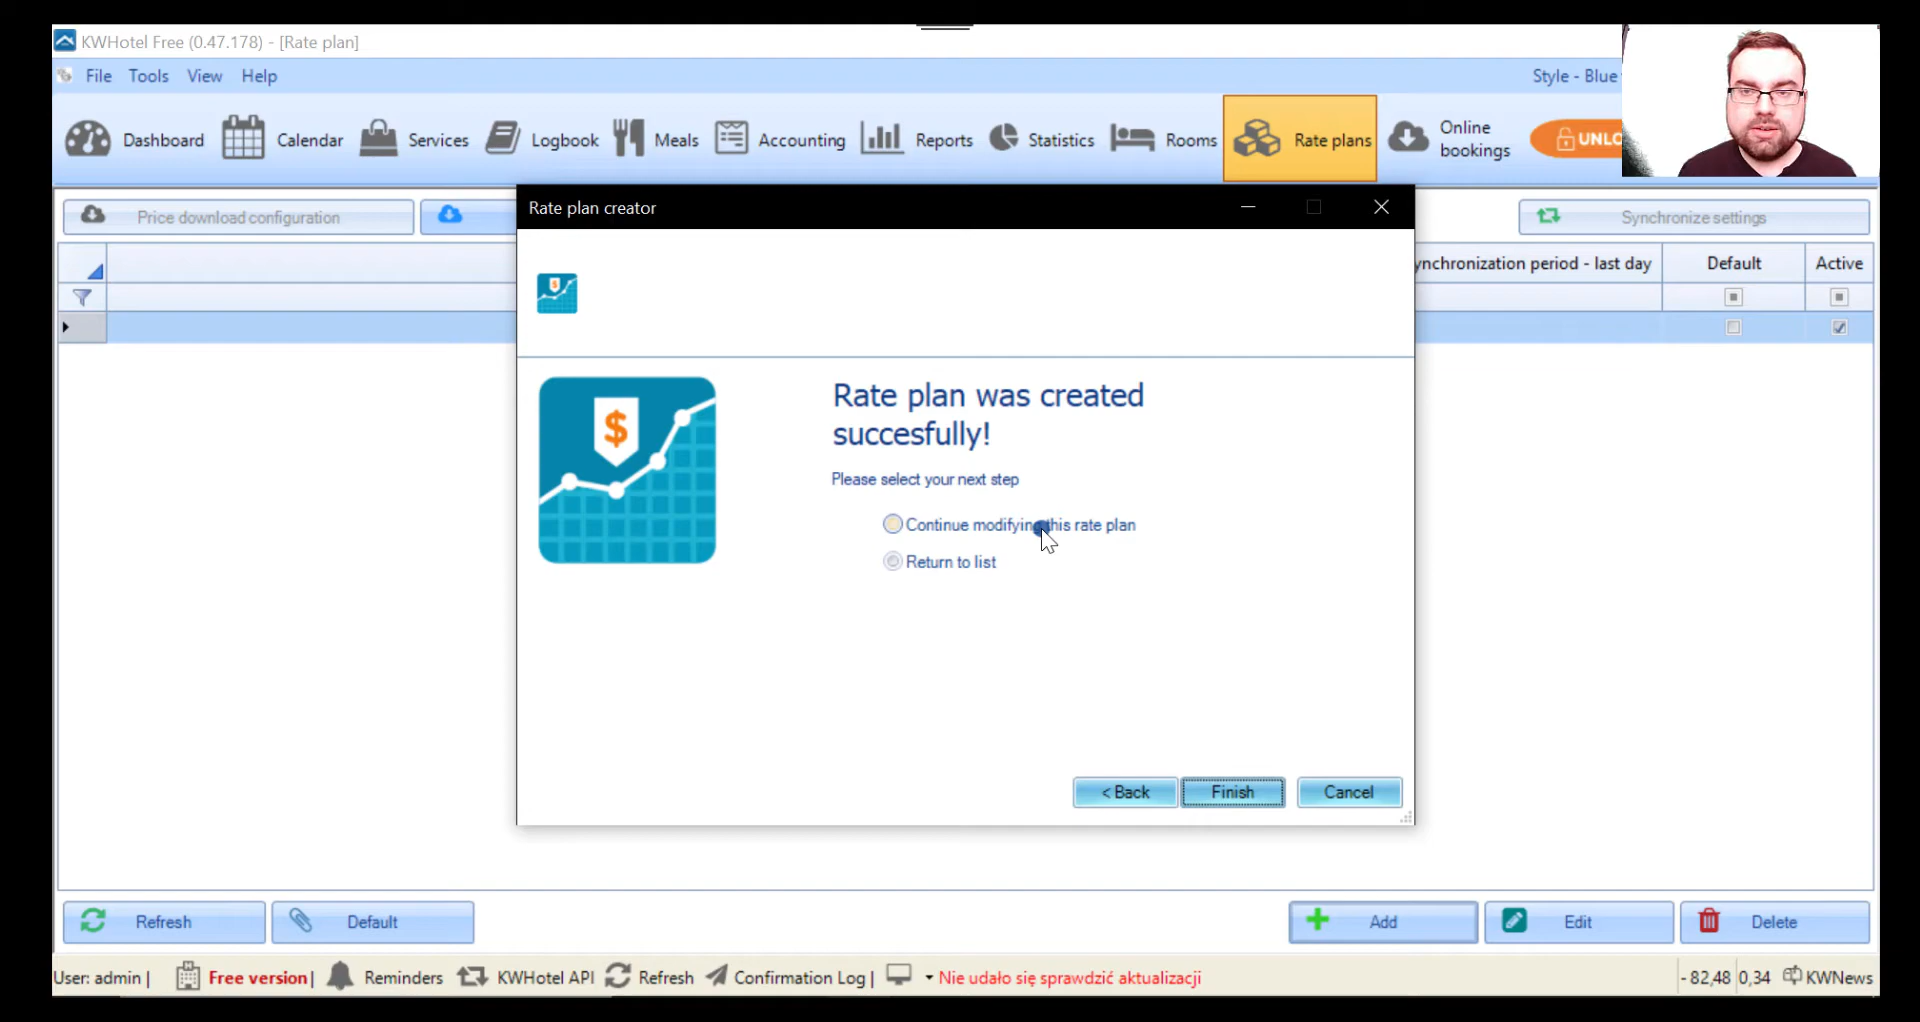 KWHotel Free (0.47.178) - [Rate plan]
File Tools View Help Style - Blue
Dashboard Calendar Services Logbook Meals Accounting Reports Statistics Rooms Rate plans Online bookings UNLO
Price download configuration Synchronize settings
Rate plan creator
ynchronization period - last day Default Active
Rate plan was created
succesfully!
Please select your next step
Continue modifying this rate plan
Return to list
< Back Finish Cancel
Refresh Default Add Edit Delete
User: admin | Free version | Reminders KWHotel API Refresh Confirmation Log | Nie udało się sprawdzić aktualizacji - 82,48 0,34 KWNews